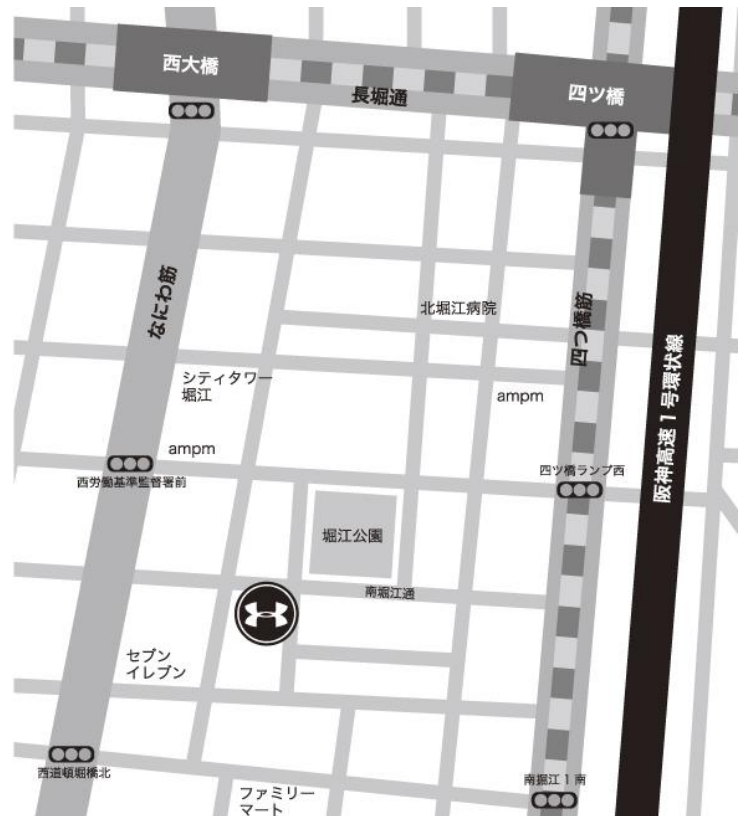 西大橋
長堀通
四ツ橋
なにわ筋
北堀江病院
四つ橋筋
阪神高速1号環状線
シティタワー
堀江
ampm
ampm
西労働基準監督署前
四ツ橋ランプ西
堀江公園
南堀江通
セブン
イレブン
西道頓堀橋北
南掘江1南
ファミリー
マート